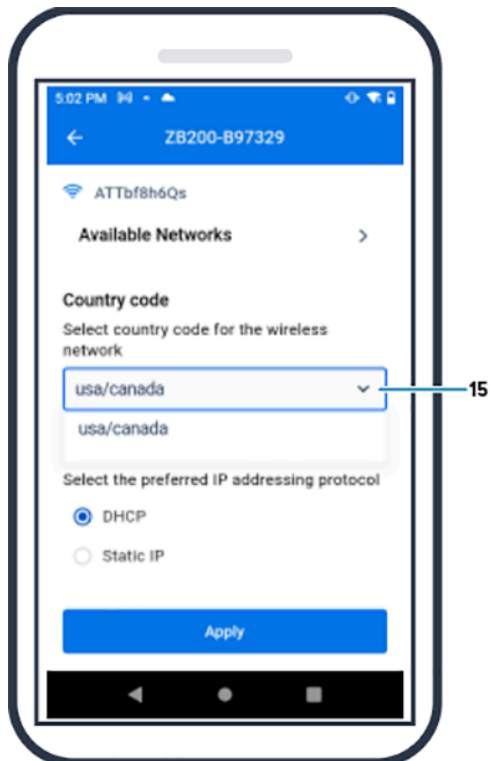 5:02 PM
ZB200-B97329
ATTbf8h6Qs
Available Networks
Country code
Select country code for the wireless
network
usa/canada
15
usa/canada
Select the preferred IP addressing protocol
DHCP
Static IP
Apply